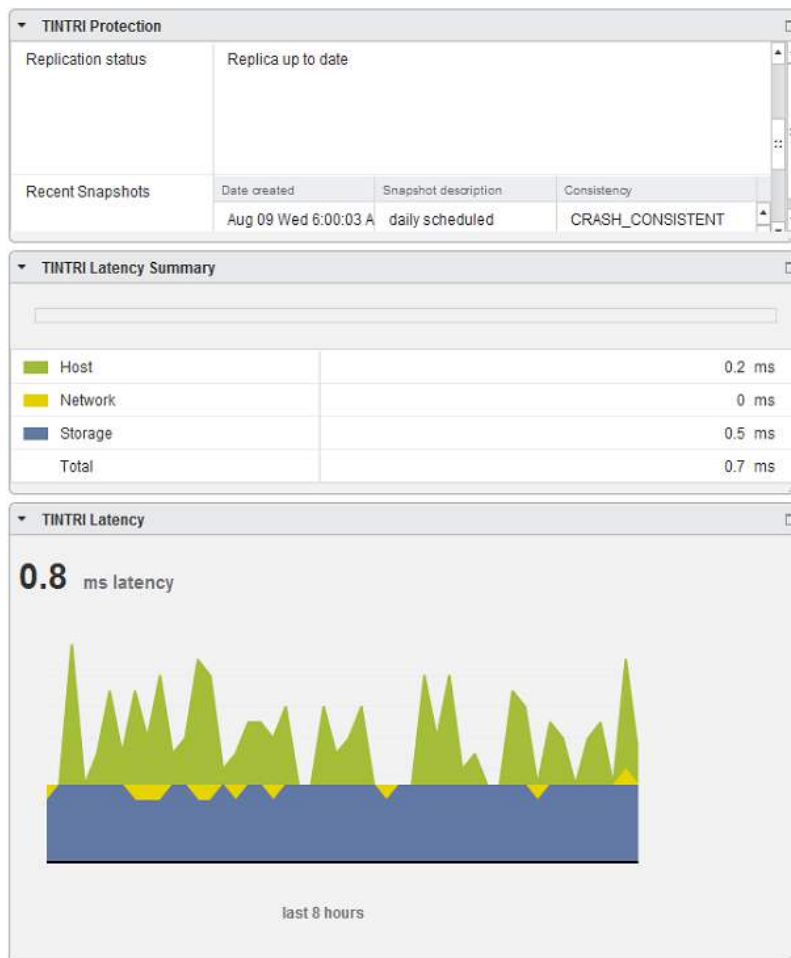 TINTRI Protection
Replication status Replica up to date
Recent Snapshots Date created Snapshot description Consistency
Aug 09 Wed 6:00:03 A daily scheduled CRASH_CONSISTENT
TINTRI Latency Summary
Host 0.2 ms
Network 0 ms
Storage 0.5 ms
Total 0.7 ms
TINTRI Latency
0.8 ms latency
last 8 hours